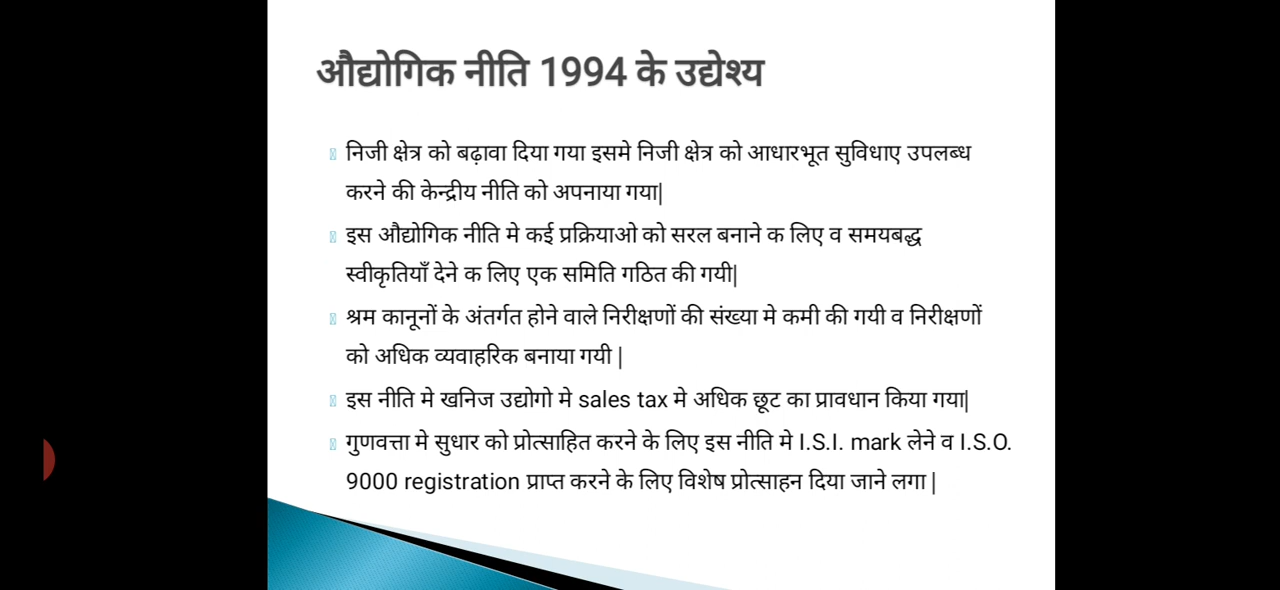 औद्योगिक नीति 1994 के उद्येश्य
निजी क्षेत्र को बढ़ावा दिया गया इसमे निजी क्षेत्र को आधारभूत सुविधाए उपलब्ध
करने की केन्द्रीय नीति को अपनाया गया|
इस औद्योगिक नीति मे कई प्रक्रियाओ को सरल बनाने क लिए व समयबद्ध
स्वीकृतियाँ देने क लिए एक समिति गठित की गयी|
श्रम कानूनों के अंतर्गत होने वाले निरीक्षणों की संख्या मे कमी की गयी व निरीक्षणों
को अधिक व्यवाहरिक बनाया गयी |
इस नीति मे खनिज उद्योगो मे sales tax मे अधिक छूट का प्रावधान किया गया|
गुणवत्ता मे सुधार को प्रोत्साहित करने के लिए इस नीति मे I.S.I. mark लेने व I.S.O.
9000 registration प्राप्त करने के लिए विशेष प्रोत्साहन दिया जाने लगा |